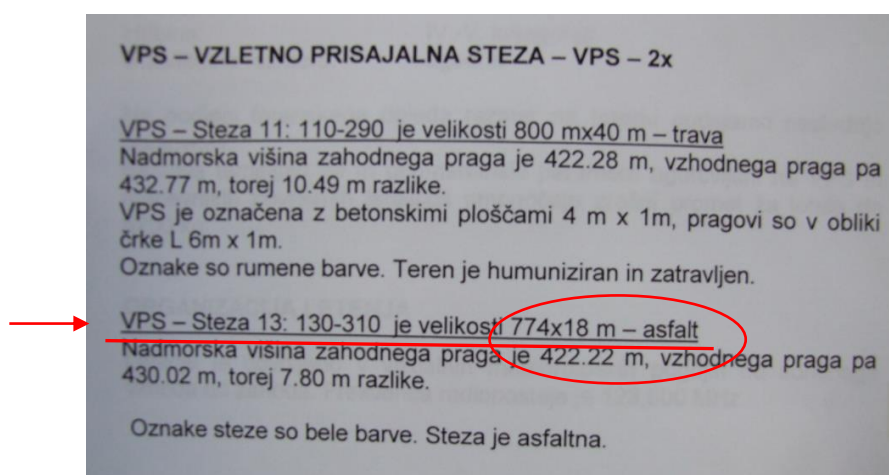 VPS – VZLETNO PRISAJALNA STEZA – VPS – 2x
VPS – Steza 11: 110-290 je velikosti 800 mx40 m – trava
Nadmorska višina zahodnega praga je 422.28 m, vzhodnega praga pa
432.77 m, torej 10.49 m razlike.
VPS je označena z betonskimi ploščami 4 m x 1m, pragovi so v obliki
črke L 6m x 1m.
Oznake so rumene barve. Teren je humuniziran in zatravljen.
VPS – Steza 13: 130-310 je velikosti 774x18 m – asfalt
Nadmorska višina zahodnega praga je 422.22 m, vzhodnega praga pa
430.02 m, torej 7.80 m razlike.
Oznake steze so bele barve. Steza je asfaltna.